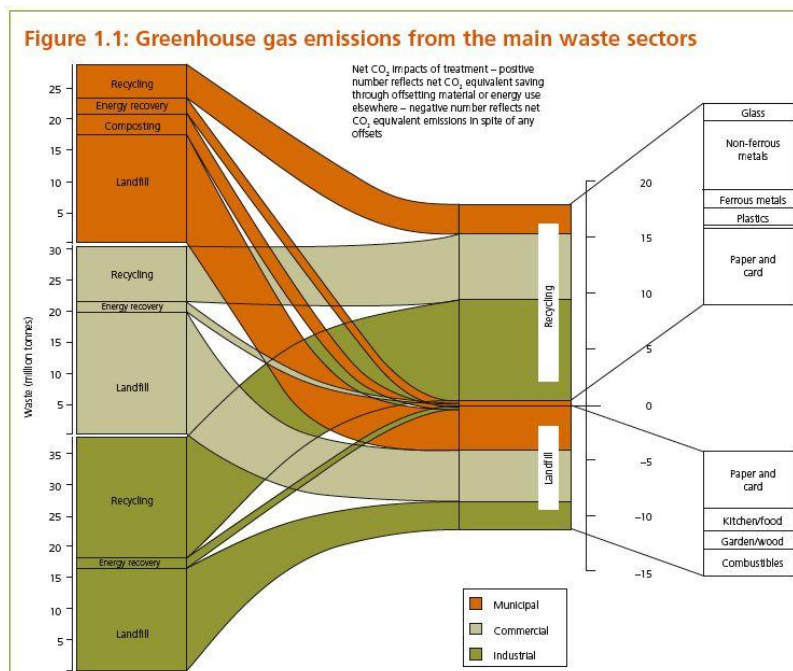 Figure 1.1: Greenhouse gas emissions from the main waste sectors
Net CO₂ impacts of treatment – positive
number reflects net CO₂ equivalent saving
through offsetting material or energy use
elsewhere – negative number reflects net
CO₂ equivalent emissions in spite of any
offsets
Waste (million tonnes)
25
20
15
10
5
Recycling
Energy recovery
Composting
Landfill
30
25
20
15
10
5
Recycling
Energy recovery
Landfill
35
30
25
20
15
10
5
Recycling
Energy recovery
Landfill
Recycling
Landfill
20
15
10
5
0
–5
–10
–15
Glass
Non-ferrous
metals
Ferrous metals
Plastics
Paper and
card
Paper and
card
Kitchen/food
Garden/wood
Combustibles
Municipal
Commercial
Industrial